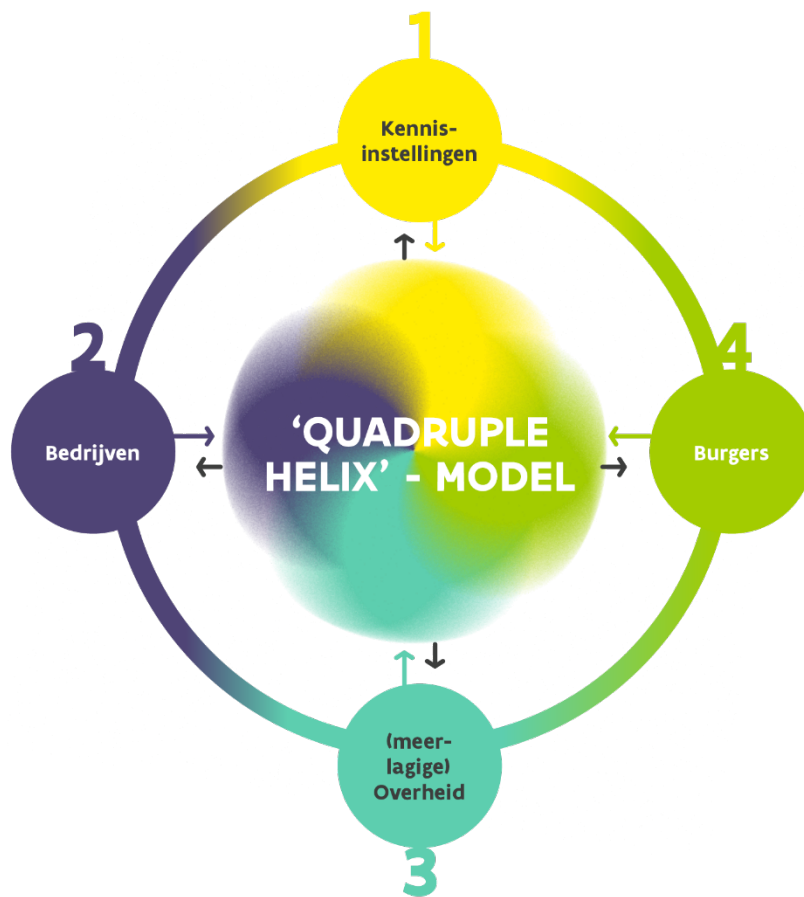 1
Kennis-
instellingen
2
Bedrijven
‘QUADRUPLE
HELIX’ - MODEL
4
Burgers
(meer-
lagige)
Overheid
3